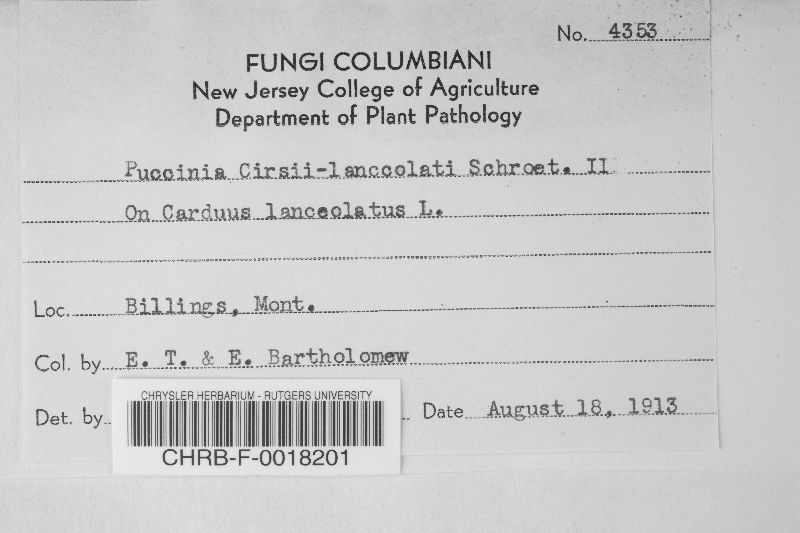 No. 4353
FUNGI COLUMBIANI
New Jersey College of Agriculture
Department of Plant Pathology
Puccinia Cirsii-lanccolati Schroet. II
On Carduus lanceolatus L.
Loc. Billings, Mont.
Col. by E. T. & E. Bartholomew
Det. by
Date August 18, 1913
CHRYSLER HERBARIUM - RUTGERS UNIVERSITY
CHRB-F-0018201